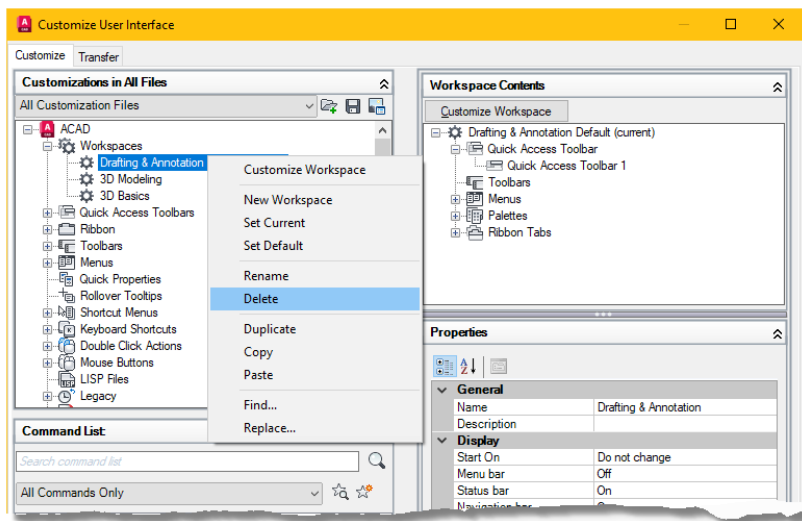 Customize User Interface
Customize Transfer
Customizations in All Files
All Customization Files
ACAD
Workspaces
Drafting & Annotation
3D Modeling
3D Basics
Quick Access Toolbars
Ribbon
Toolbars
Menus
Quick Properties
Rollover Tooltips
Shortcut Menus
Keyboard Shortcuts
Double Click Actions
Mouse Buttons
LISP Files
Legacy
Customize Workspace
New Workspace
Set Current
Set Default
Rename
Delete
Duplicate
Copy
Paste
Find...
Replace...
Command List:
Search command list
All Commands Only
Workspace Contents
Customize Workspace
Drafting & Annotation Default (current)
Quick Access Toolbar
Quick Access Toolbar 1
Toolbars
Menus
Palettes
Ribbon Tabs
Properties
General
Name Drafting & Annotation
Description
Display
Start On Do not change
Menu bar Off
Status bar On
Navigation bar